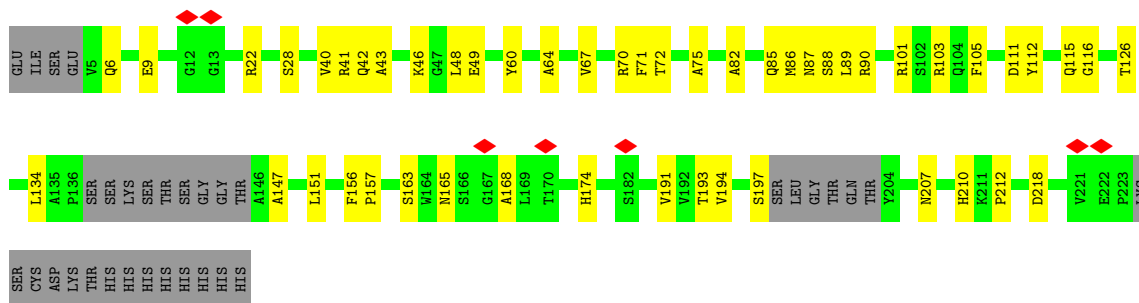 GLU ILE SER GLU V5 Q6 E9 G12 G13 R22 S28 V40 R41 Q42 A43 K46 G47 L48 E49 Y60 A64 V67 R70 F71 T72 A75 A82 Q85 M86 N87 S88 L89 R90 R101 S102 R103 Q104 F105 D111 Y112 Q115 G116 T126
L134 A135 P136 SER SER LYS SER THR SER GLY GLY THR A146 A147 L151 F156 P157 S163 W164 N165 S166 G167 A168 L169 T170 H174 S182 V191 V192 T193 V194 S197 SER LEU GLY THR GLN THR Y204 N207 H210 K211 P212 D218 V221 E222 P223
SER CYS ASP LYS THR HIS HIS HIS HIS HIS HIS HIS HIS